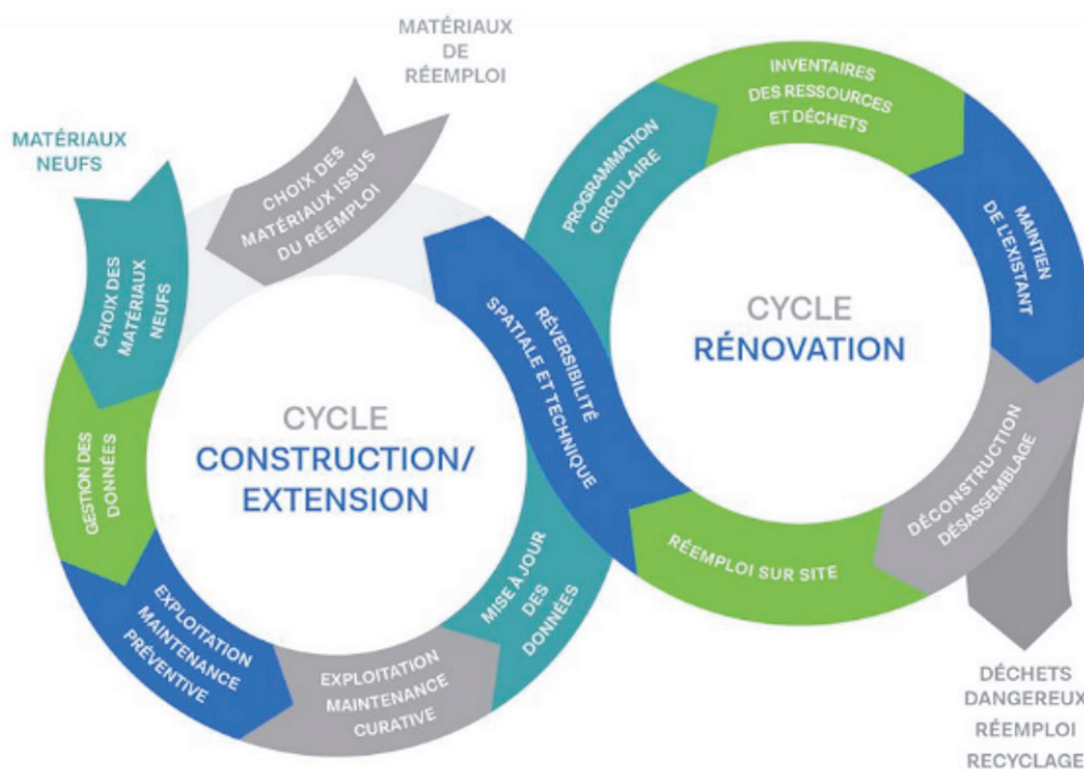 MATÉRIAUX
DE
RÉEMPLOI
MATÉRIAUX
NEUFS
CHOIX DES
MATÉRIAUX ISSUS
DU RÉEMPLOI
CHOIX DES
MATÉRIAUX
NEUFS
GESTION DES
DONNÉES
EXPLOITATION
MAINTENANCE
PRÉVENTIVE
EXPLOITATION
MAINTENANCE
CURATIVE
MISE À JOUR
DES
DONNÉES
CYCLE
CONSTRUCTION/
EXTENSION
PROGRAMMATION
CIRCULAIRE
INVENTAIRES
DES RESSOURCES
ET DÉCHETS
MAINTIEN
DE L'EXISTANT
DÉCONSTRUCTION
DÉSASSEMBLAGE
RÉEMPLOI SUR SITE
RÉVERSIBILITÉ
SPATIALE ET TECHNIQUE
CYCLE
RÉNOVATION
DÉCHETS
DANGEREUX
RÉEMPLOI
RECYCLAGE